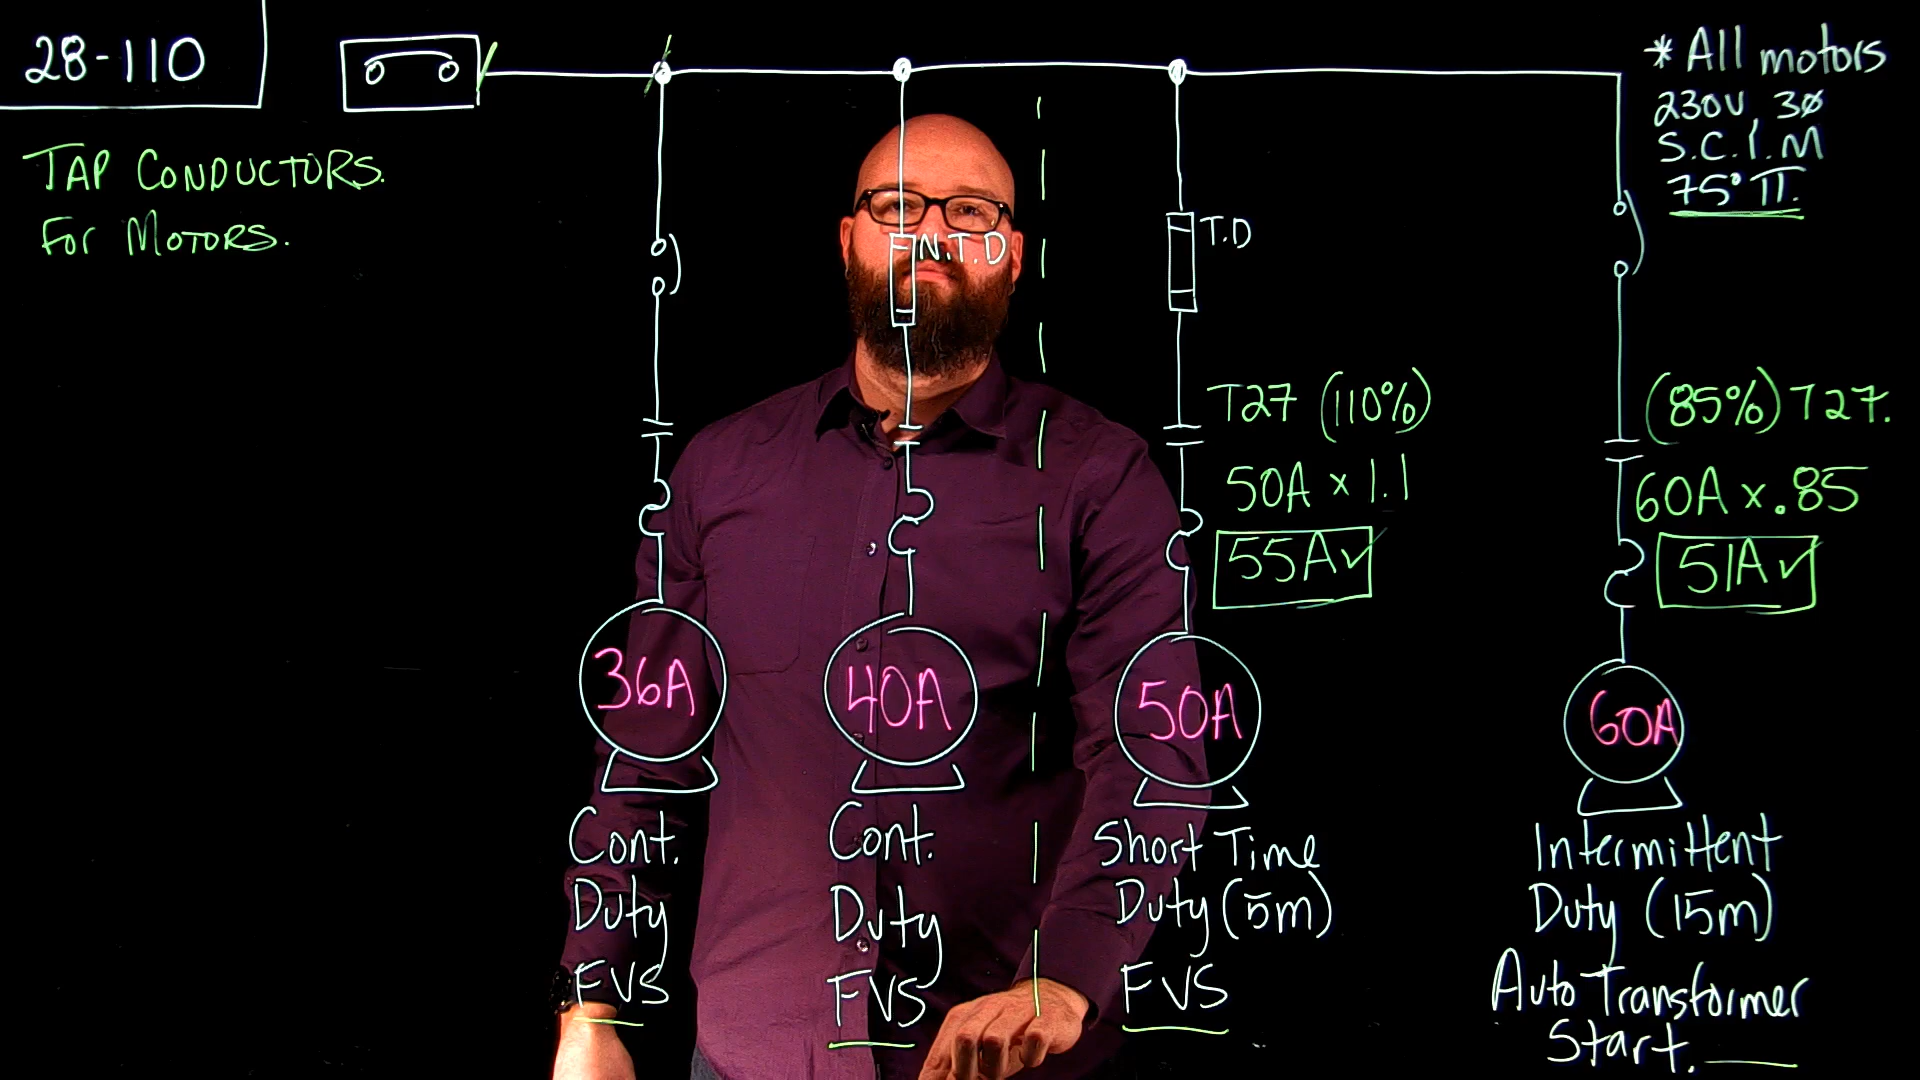 28-110
TAP CONDUCTORS.
For MOTORS.
* All motors
230V, 3Ø
S.C.I.M
75° TT.
N.T.D
T.D
T27 (110%)
50A x 1.1
55A✓
(85%) T27.
60A x .85
51A✓
36A
40A
50A
60A
Cont.
Duty
FVS
Cont.
Duty
FVS
Short Time
Duty (5m)
FVS
Intermittent
Duty (15m)
Auto Transformer
Start.